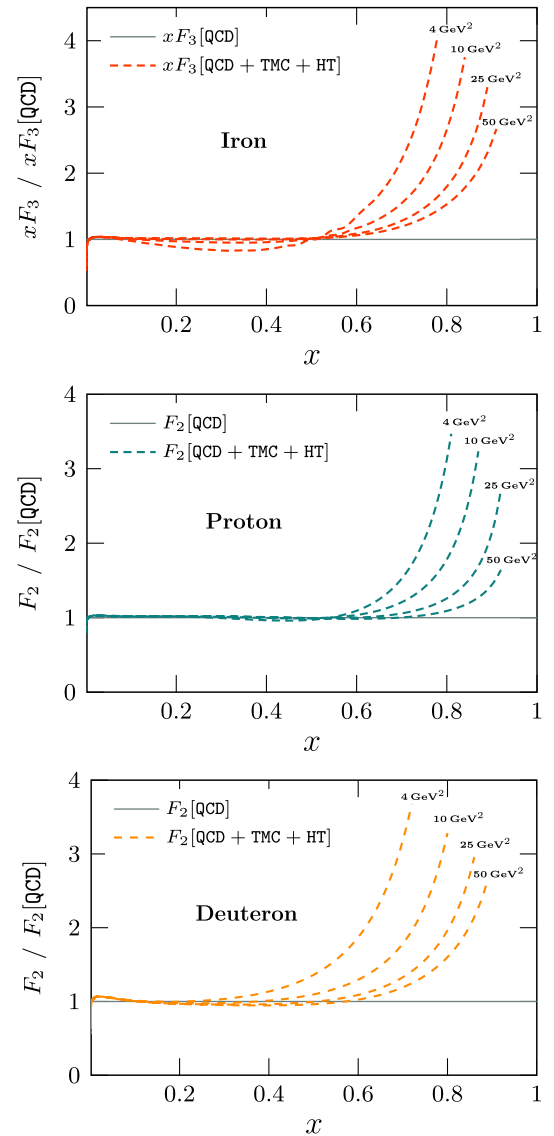 xF₃ / xF₃[QCD]
4
3
2
1
0
xF₃[QCD]
xF₃[QCD + TMC + HT]
Iron
4 GeV²
10 GeV²
25 GeV²
50 GeV²
0.2
0.4
0.6
0.8
1
x
F₂ / F₂[QCD]
4
3
2
1
0
F₂[QCD]
F₂[QCD + TMC + HT]
Proton
4 GeV²
10 GeV²
25 GeV²
50 GeV²
0.2
0.4
0.6
0.8
1
x
F₂ / F₂[QCD]
4
3
2
1
0
F₂[QCD]
F₂[QCD + TMC + HT]
Deuteron
4 GeV²
10 GeV²
25 GeV²
50 GeV²
0.2
0.4
0.6
0.8
1
x